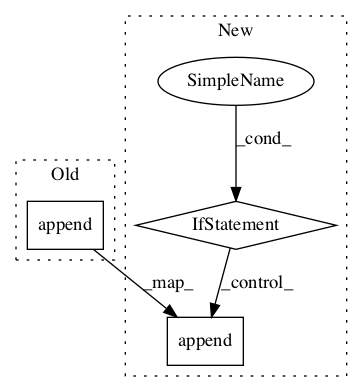 New
SimpleName
_cond_
Old
append
IfStatement
_map_
_control_
append